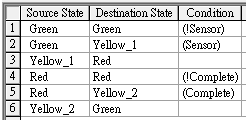 Source State Destination State Condition
1 Green Green (!Sensor)
2 Green Yellow_1 (Sensor)
3 Yellow_1 Red
4 Red Red (!Complete)
5 Red Yellow_2 (Complete)
6 Yellow_2 Green